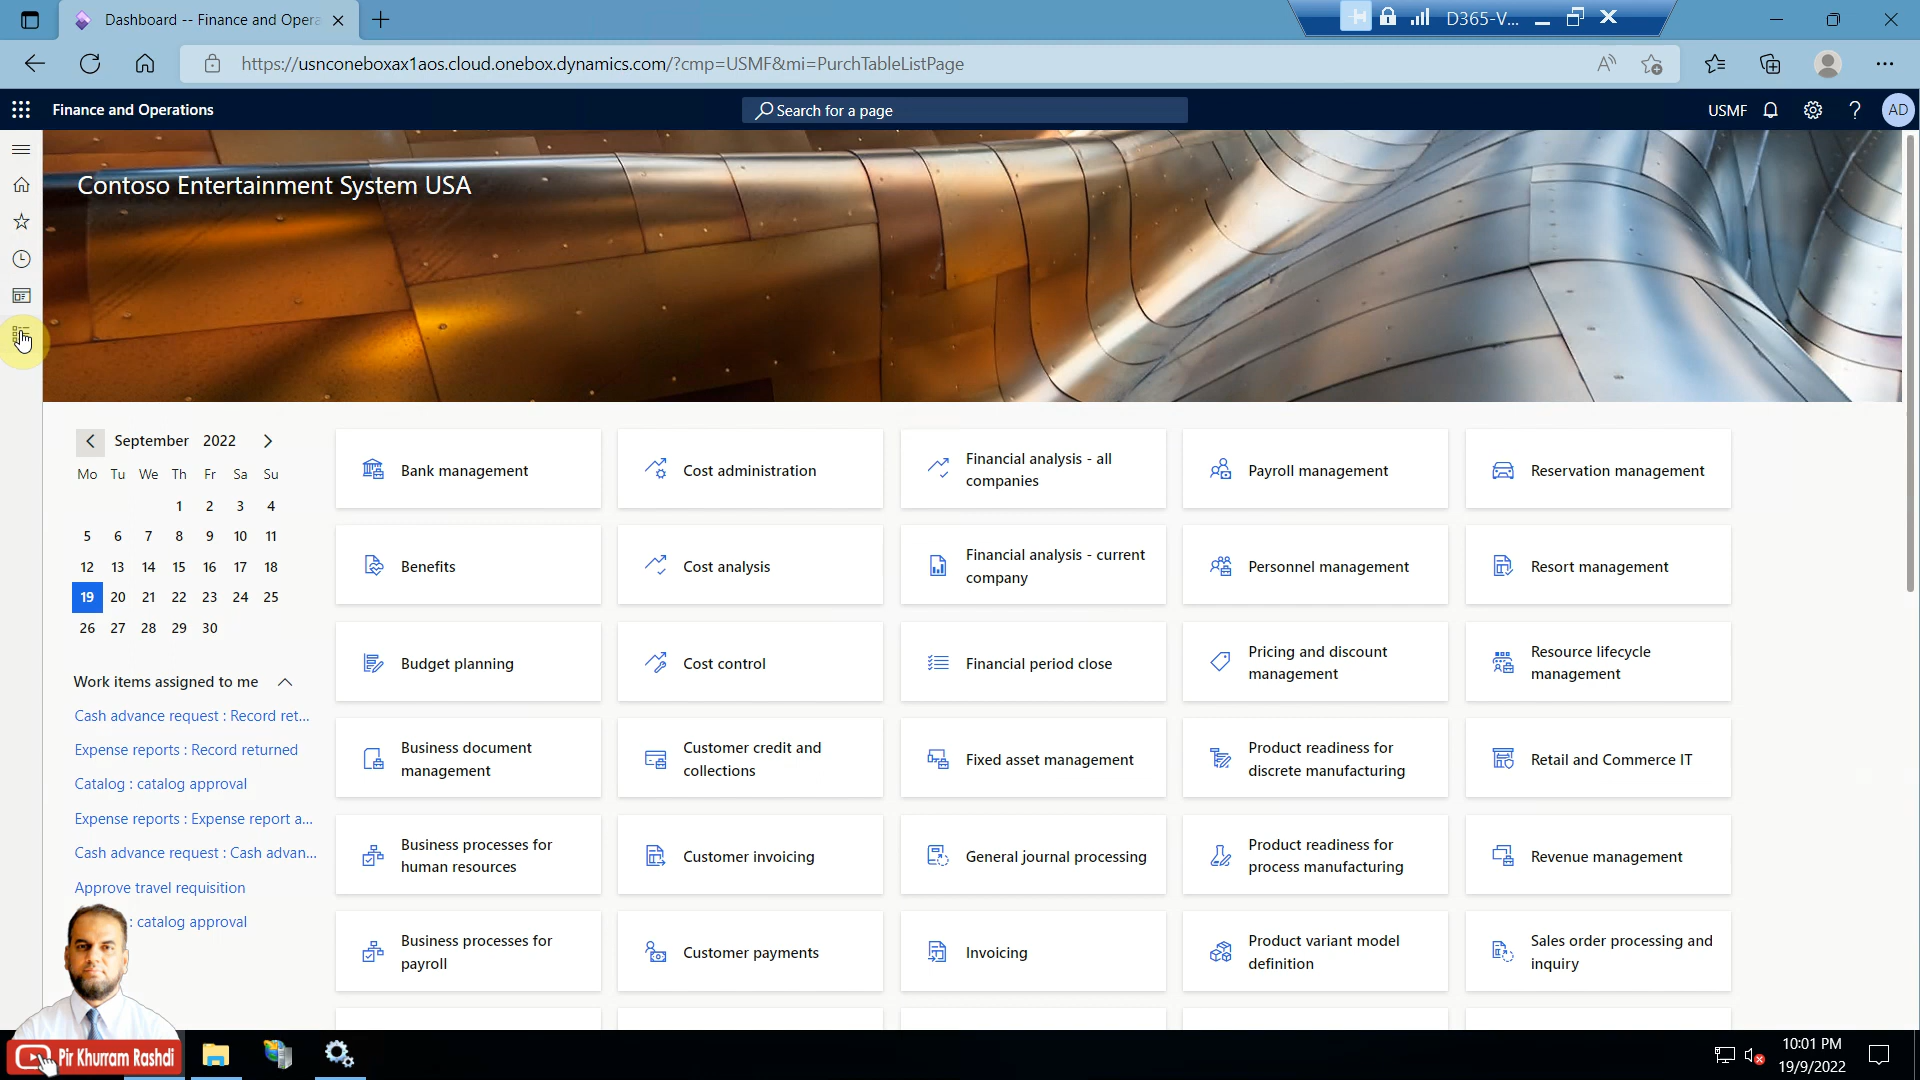 Dashboard -- Finance and Opera
D365-V...
https://usnconeboxax1aos.cloud.onebox.dynamics.com/?cmp=USMF&mi=PurchTableListPage
Finance and Operations
Search for a page
USMF
AD
Contoso Entertainment System USA
September 2022
Mo Tu We Th Fr Sa Su
1 2 3 4
5 6 7 8 9 10 11
12 13 14 15 16 17 18
19 20 21 22 23 24 25
26 27 28 29 30
Work items assigned to me
Cash advance request : Record ret...
Expense reports : Record returned
Catalog : catalog approval
Expense reports : Expense report a...
Cash advance request : Cash advan...
Approve travel requisition
: catalog approval
Bank management
Cost administration
Financial analysis - all
companies
Payroll management
Reservation management
Benefits
Cost analysis
Financial analysis - current
company
Personnel management
Resort management
Budget planning
Cost control
Financial period close
Pricing and discount
management
Resource lifecycle
management
Business document
management
Customer credit and
collections
Fixed asset management
Product readiness for
discrete manufacturing
Retail and Commerce IT
Business processes for
human resources
Customer invoicing
General journal processing
Product readiness for
process manufacturing
Revenue management
Business processes for
payroll
Customer payments
Invoicing
Product variant model
definition
Sales order processing and
inquiry
Pir Khurram Rashdi
10:01 PM
19/9/2022